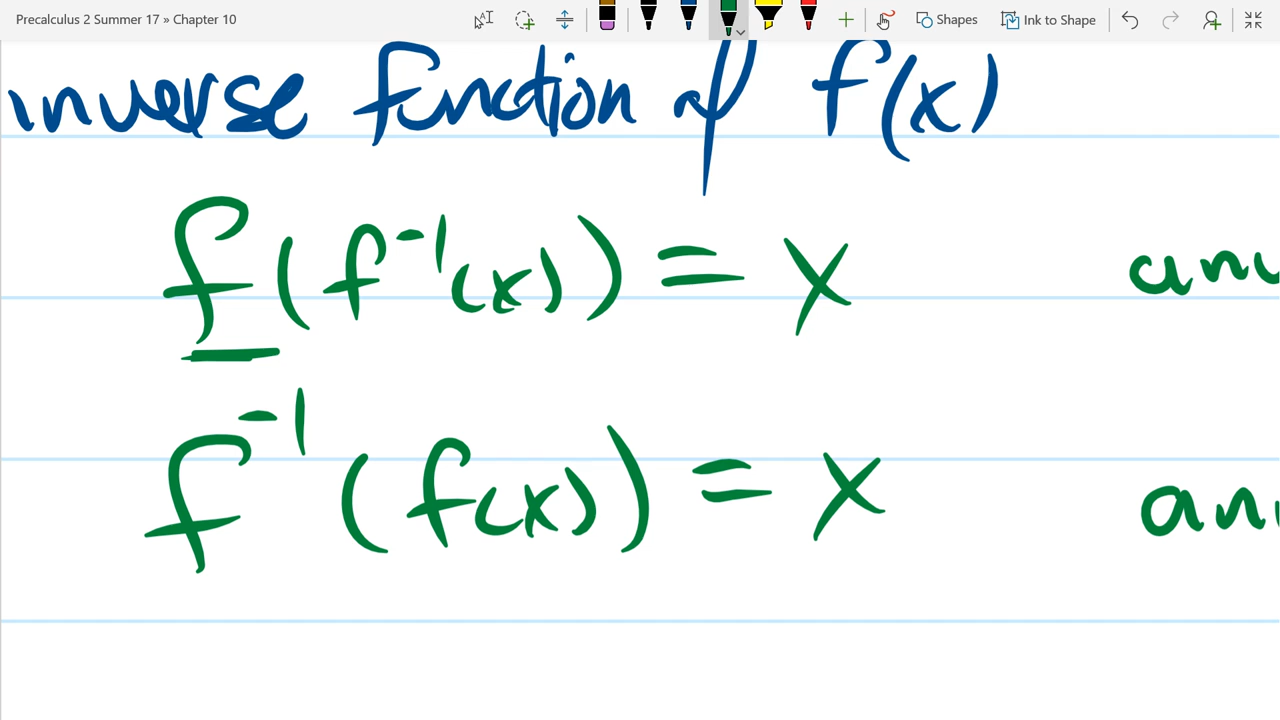 Precalculus 2 Summer 17 » Chapter 10
Shapes
Ink to Shape
inverse function of f(x)
f(f⁻¹(x)) = x
f⁻¹(f(x)) = x